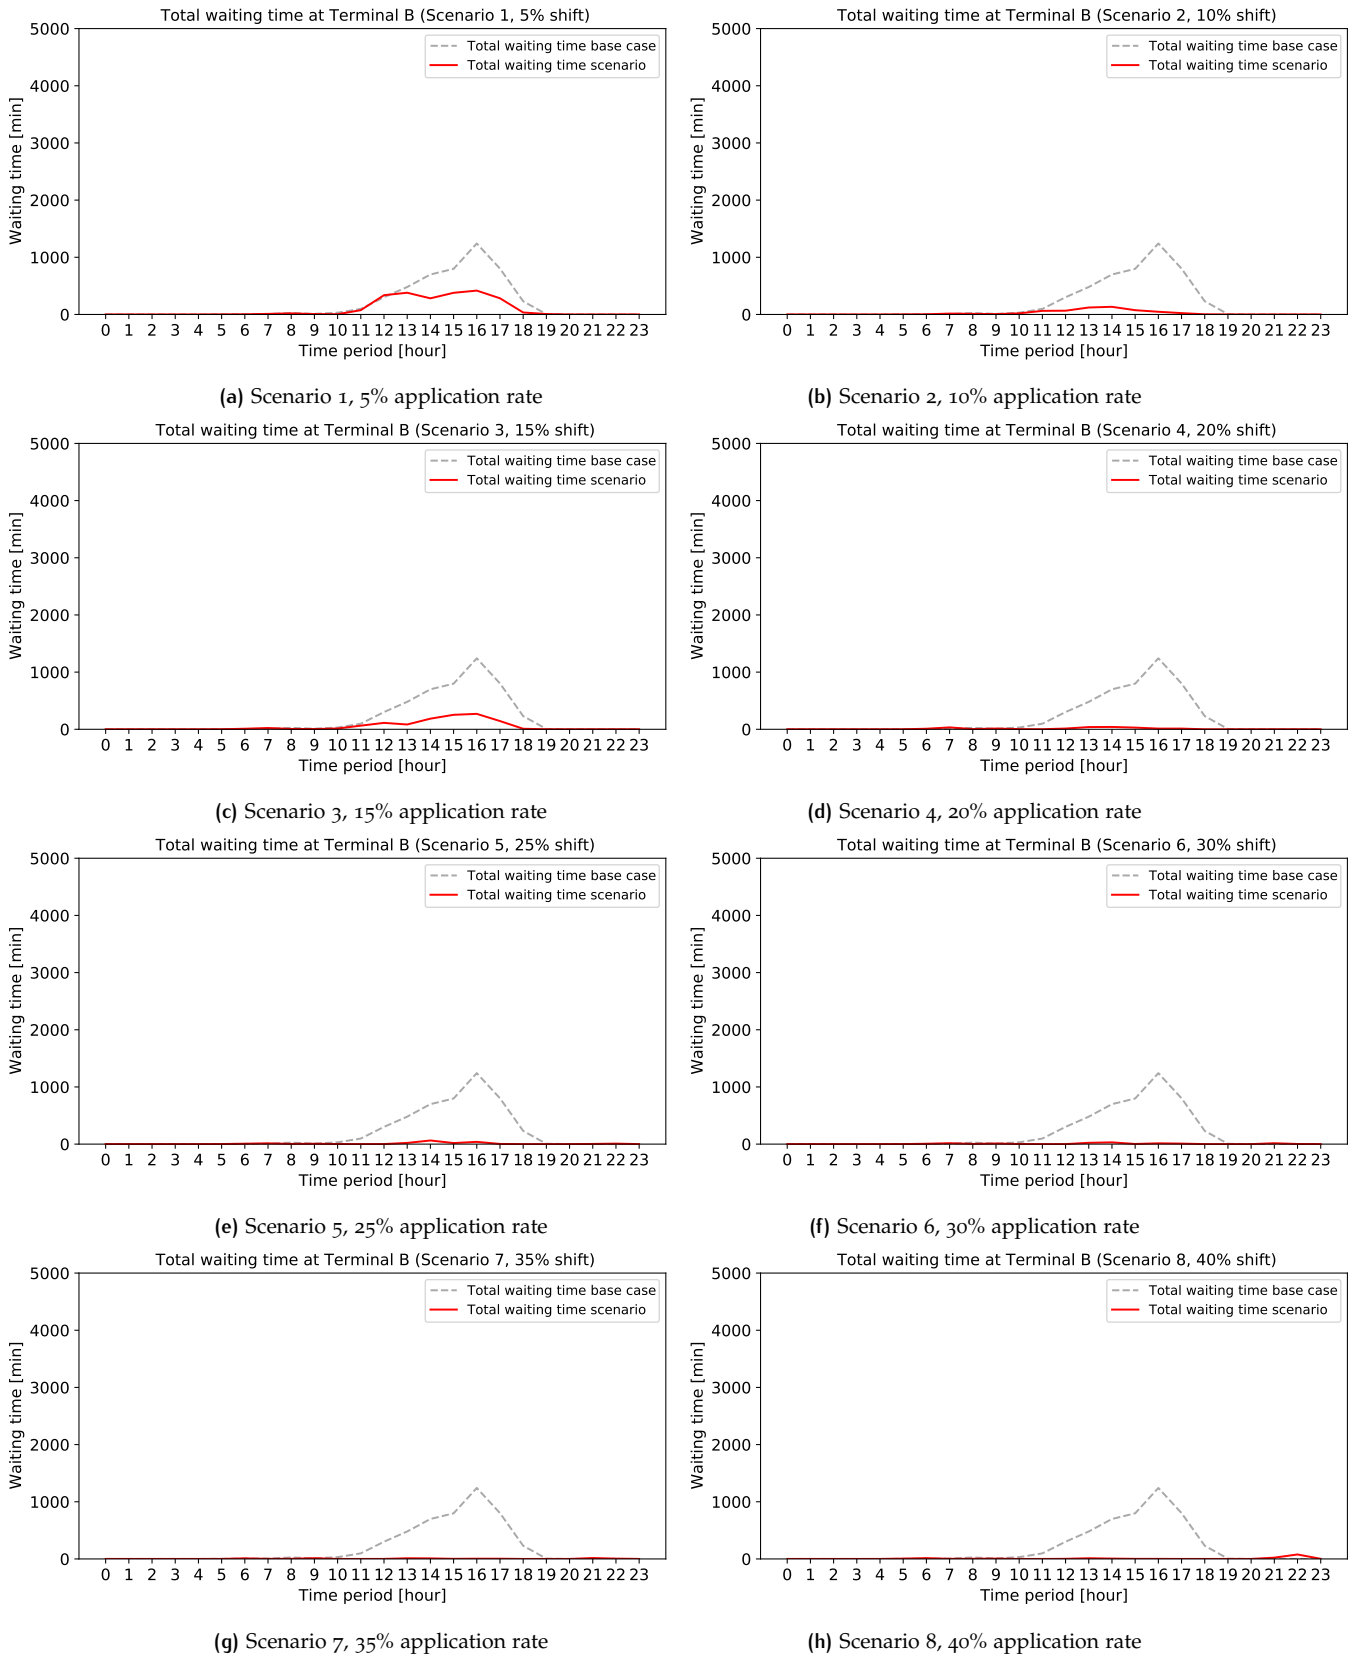 Total waiting time at Terminal B (Scenario 1, 5% shift)
5000
4000
3000
2000
1000
0
Waiting time [min]
Total waiting time base case
Total waiting time scenario
0 1 2 3 4 5 6 7 8 9 10 11 12 13 14 15 16 17 18 19 20 21 22 23
Time period [hour]
(a) Scenario 1, 5% application rate
Total waiting time at Terminal B (Scenario 2, 10% shift)
5000
4000
3000
2000
1000
0
Waiting time [min]
Total waiting time base case
Total waiting time scenario
0 1 2 3 4 5 6 7 8 9 10 11 12 13 14 15 16 17 18 19 20 21 22 23
Time period [hour]
(b) Scenario 2, 10% application rate
Total waiting time at Terminal B (Scenario 3, 15% shift)
5000
4000
3000
2000
1000
0
Waiting time [min]
Total waiting time base case
Total waiting time scenario
0 1 2 3 4 5 6 7 8 9 10 11 12 13 14 15 16 17 18 19 20 21 22 23
Time period [hour]
(c) Scenario 3, 15% application rate
Total waiting time at Terminal B (Scenario 4, 20% shift)
5000
4000
3000
2000
1000
0
Waiting time [min]
Total waiting time base case
Total waiting time scenario
0 1 2 3 4 5 6 7 8 9 10 11 12 13 14 15 16 17 18 19 20 21 22 23
Time period [hour]
(d) Scenario 4, 20% application rate
Total waiting time at Terminal B (Scenario 5, 25% shift)
5000
4000
3000
2000
1000
0
Waiting time [min]
Total waiting time base case
Total waiting time scenario
0 1 2 3 4 5 6 7 8 9 10 11 12 13 14 15 16 17 18 19 20 21 22 23
Time period [hour]
(e) Scenario 5, 25% application rate
Total waiting time at Terminal B (Scenario 6, 30% shift)
5000
4000
3000
2000
1000
0
Waiting time [min]
Total waiting time base case
Total waiting time scenario
0 1 2 3 4 5 6 7 8 9 10 11 12 13 14 15 16 17 18 19 20 21 22 23
Time period [hour]
(f) Scenario 6, 30% application rate
Total waiting time at Terminal B (Scenario 7, 35% shift)
5000
4000
3000
2000
1000
0
Waiting time [min]
Total waiting time base case
Total waiting time scenario
0 1 2 3 4 5 6 7 8 9 10 11 12 13 14 15 16 17 18 19 20 21 22 23
Time period [hour]
(g) Scenario 7, 35% application rate
Total waiting time at Terminal B (Scenario 8, 40% shift)
5000
4000
3000
2000
1000
0
Waiting time [min]
Total waiting time base case
Total waiting time scenario
0 1 2 3 4 5 6 7 8 9 10 11 12 13 14 15 16 17 18 19 20 21 22 23
Time period [hour]
(h) Scenario 8, 40% application rate